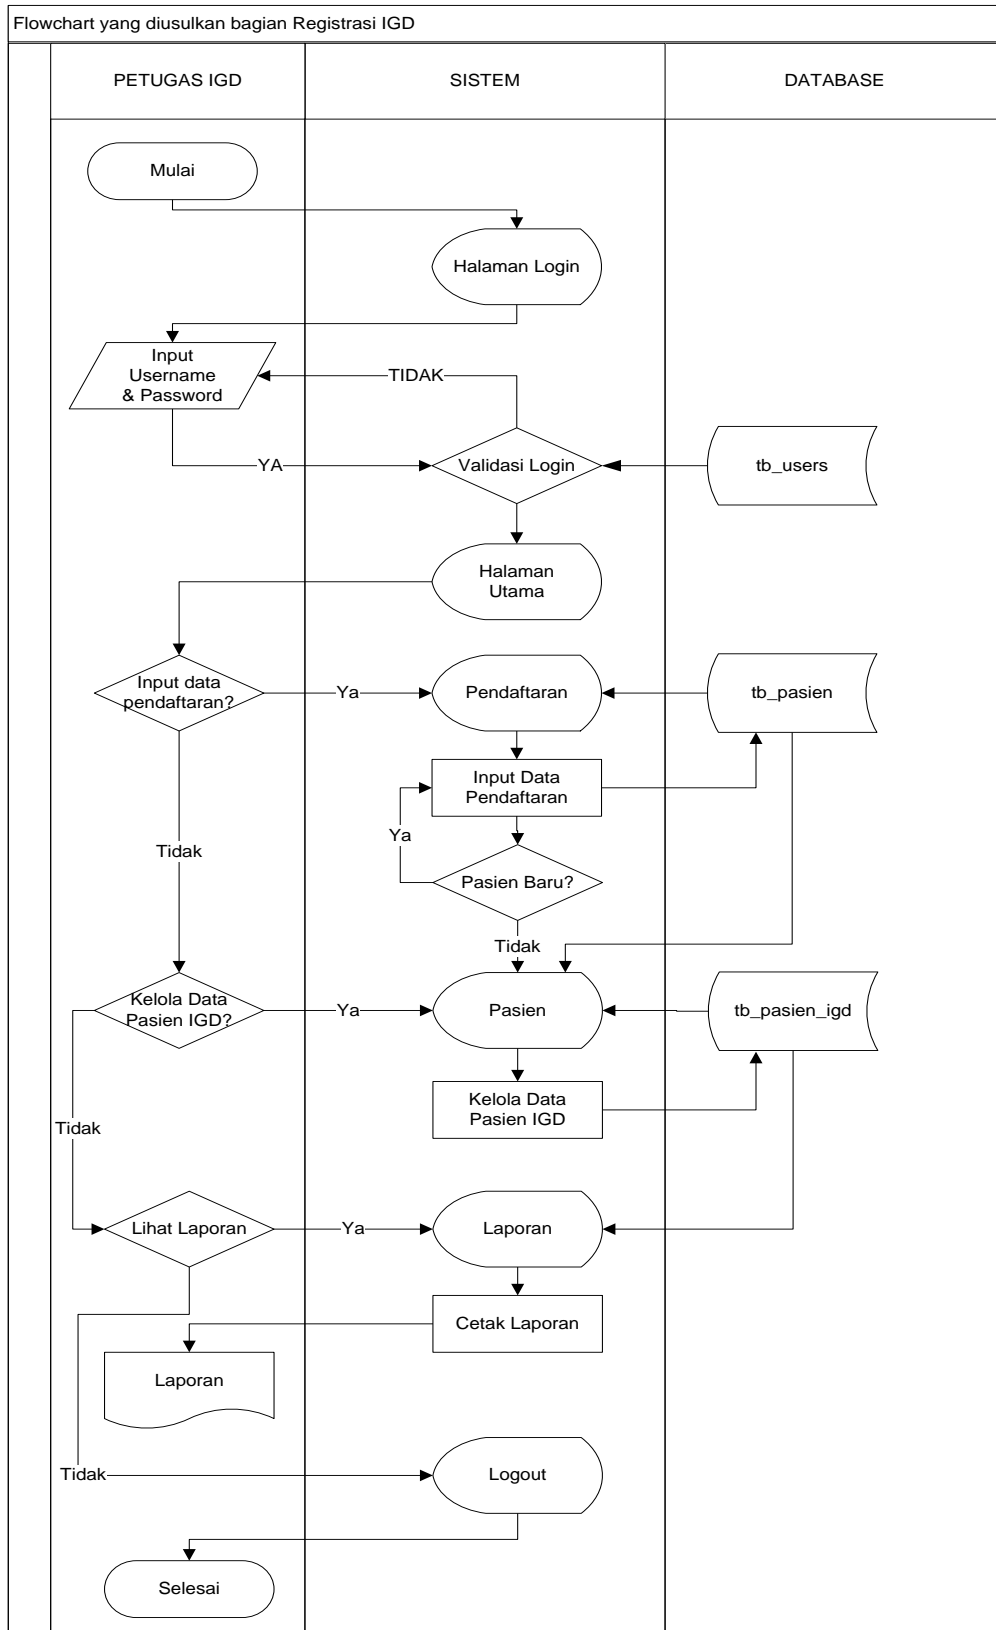 Flowchart yang diusulkan bagian Registrasi IGD
PETUGAS IGD
SISTEM
DATABASE
Mulai
Halaman Login
Input
Username
& Password
TIDAK
YA
Validasi Login
tb_users
Halaman
Utama
Input data
pendaftaran?
Ya
Pendaftaran
tb_pasien
Input Data
Pendaftaran
Ya
Tidak
Pasien Baru?
Tidak
Kelola Data
Pasien IGD?
Ya
Pasien
tb_pasien_igd
Kelola Data
Pasien IGD
Tidak
Lihat Laporan
Ya
Laporan
Cetak Laporan
Laporan
Tidak
Logout
Selesai